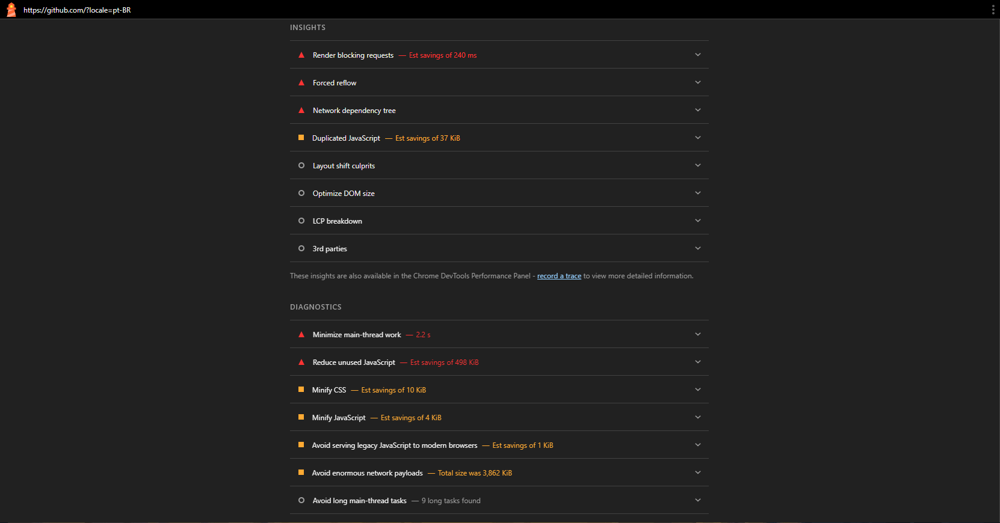 https://github.com/?locale=pt-BR
INSIGHTS
Render blocking requests — Est savings of 240 ms
Forced reflow
Network dependency tree
Duplicated JavaScript — Est savings of 37 KiB
Layout shift culprits
Optimize DOM size
LCP breakdown
3rd parties
These insights are also available in the Chrome DevTools Performance Panel - record a trace to view more detailed information.
DIAGNOSTICS
Minimize main-thread work — 2.2 s
Reduce unused JavaScript — Est savings of 498 KiB
Minify CSS — Est savings of 10 KiB
Minify JavaScript — Est savings of 4 KiB
Avoid serving legacy JavaScript to modern browsers — Est savings of 1 KiB
Avoid enormous network payloads — Total size was 3,862 KiB
Avoid long main-thread tasks — 9 long tasks found